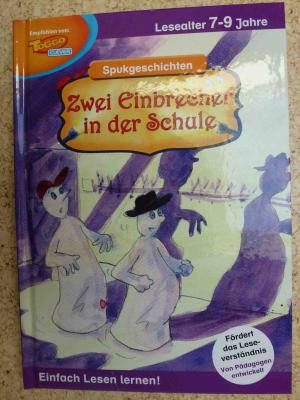 Empfohlen von:
TOGGO
CLEVER
Lesealter 7-9 Jahre
Spukgeschichten
Zwei Einbrecher
in der Schule
Fördert
das Lese-
verständnis
Von Pädagogen
entwickelt
Einfach Lesen lernen!